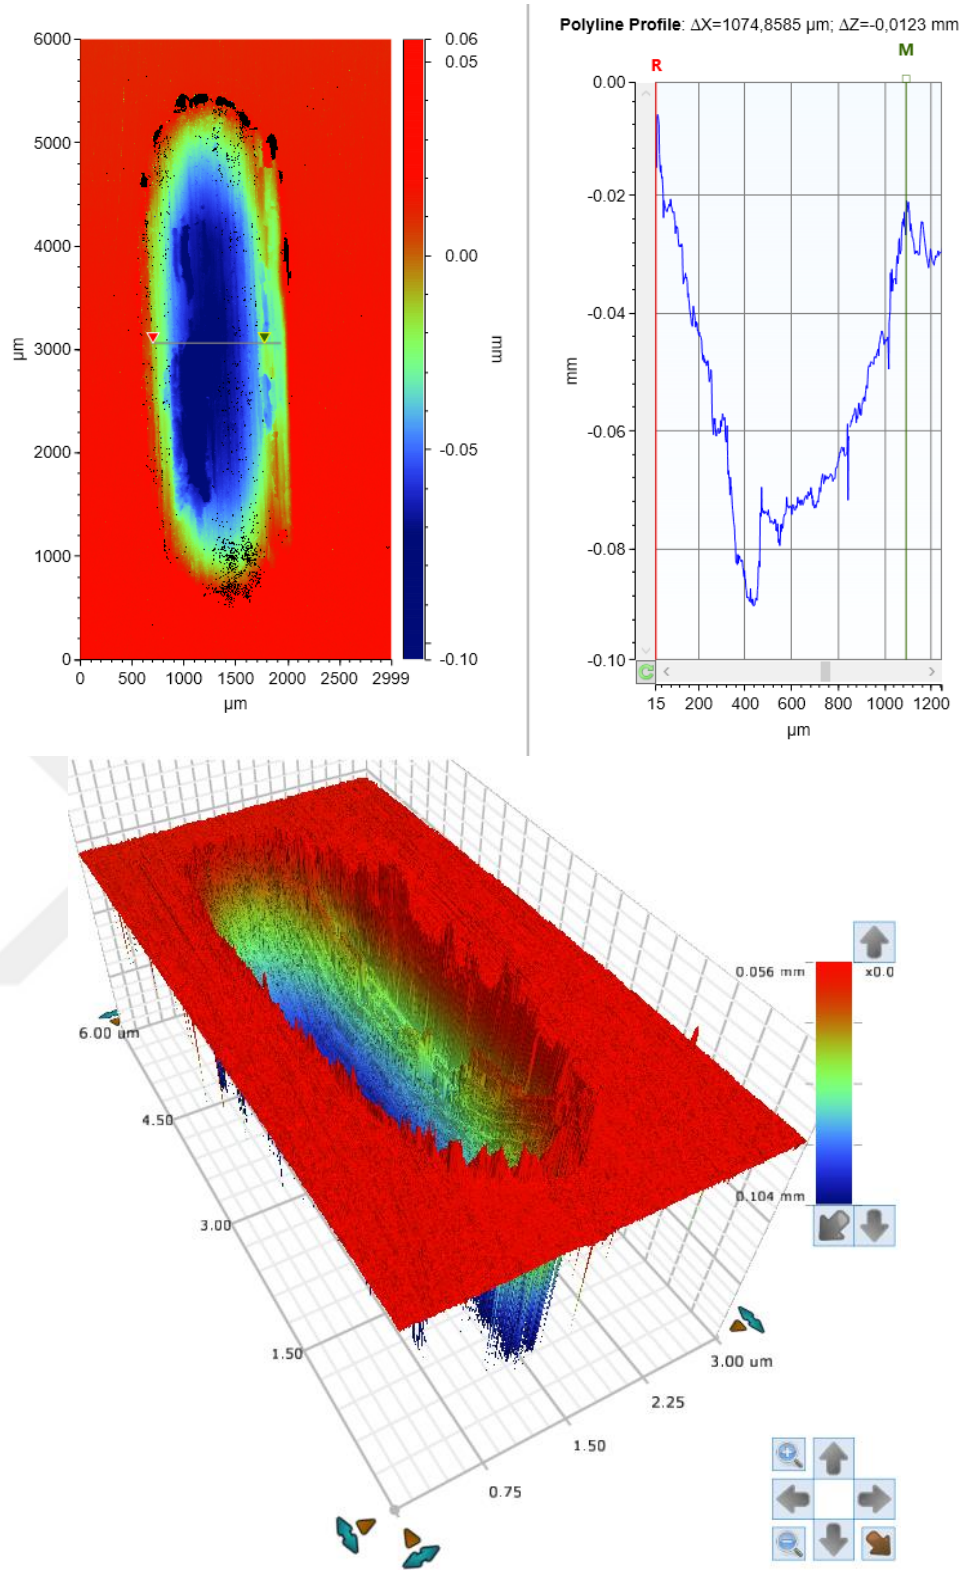 Polyline Profile: ΔX=1074,8585 µm; ΔZ=-0,0123 mm
6000
5000
4000
3000
2000
1000
0
µm
0 500 1000 1500 2000 2500 2999
µm
0.06
0.05
0.00
-0.05
-0.10
mm
R
M
0.00
-0.02
-0.04
-0.06
-0.08
-0.10
mm
15 200 400 600 800 1000 1200
µm
0.056 mm
x0.0
0.104 mm
6.00 um
4.50
3.00
1.50
3.00 um
2.25
1.50
0.75